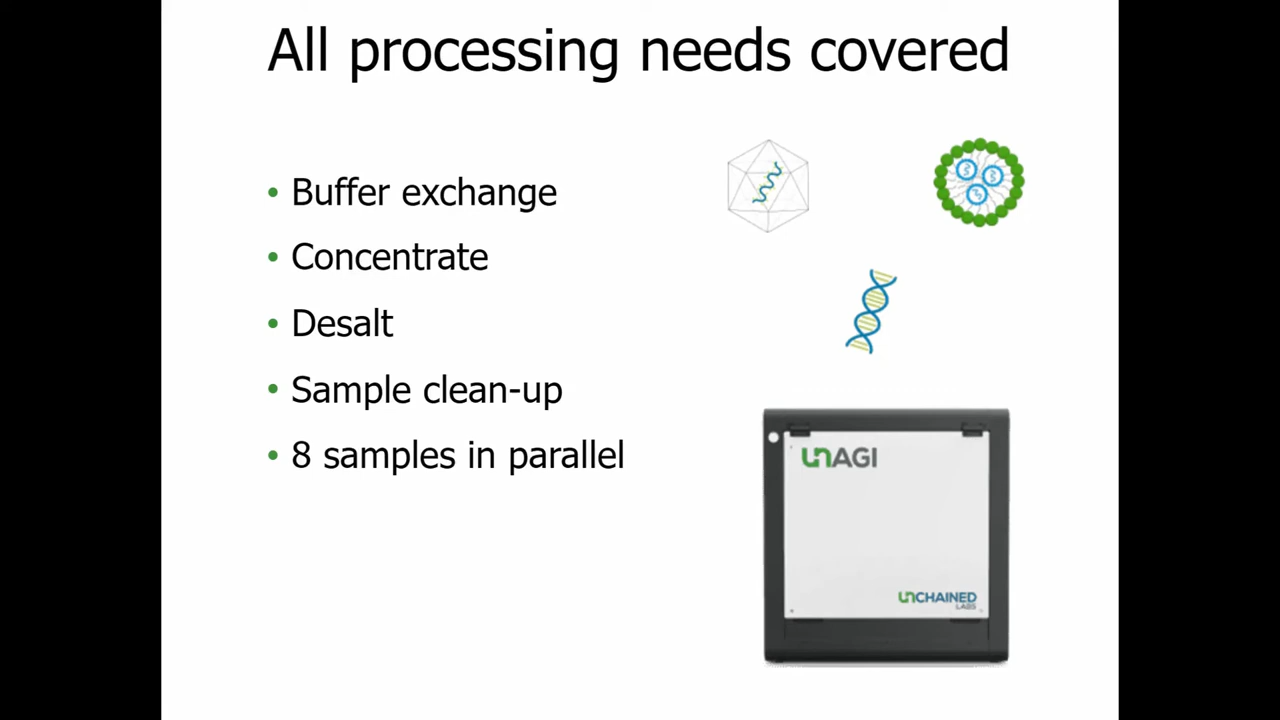 All processing needs covered
• Buffer exchange
• Concentrate
• Desalt
• Sample clean-up
• 8 samples in parallel
UNAGI
UNCHAINED
LABS